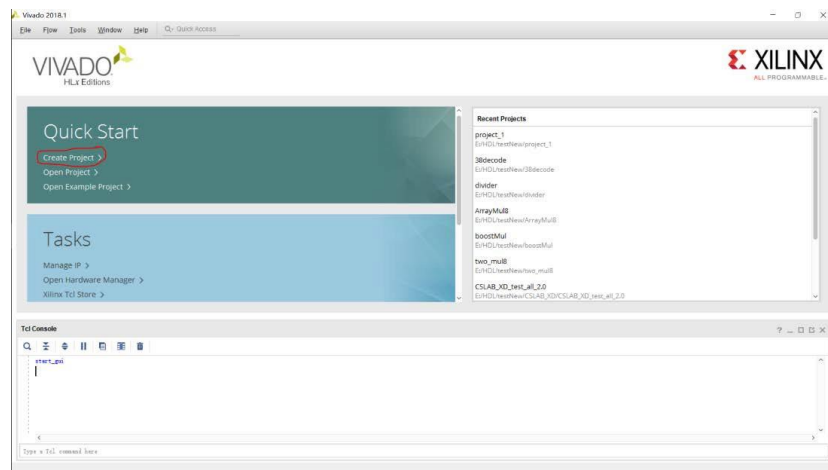 Vivado 2018.1
File Flow Tools Window Help Quick Access
VIVADO
HLx Editions
XILINX
ALL PROGRAMMABLE
Quick Start
Create Project >
Open Project >
Open Example Project >
Tasks
Manage IP >
Open Hardware Manager >
Xilinx Tcl Store >
Recent Projects
project_1
E:/HDL/testNew/project_1
38decode
E:/HDL/testNew/38decode
divider
E:/HDL/testNew/divider
ArrayMul8
E:/HDL/testNew/ArrayMul8
boostMul
E:/HDL/testNew/boostMul
two_mul8
E:/HDL/testNew/two_mul8
CSLAB_XD_test_all_2.0
E:/HDL/testNew/CSLAB_XD/CSLAB_XD_test_all_2.0
Tcl Console
start_gui
Type a Tcl command here